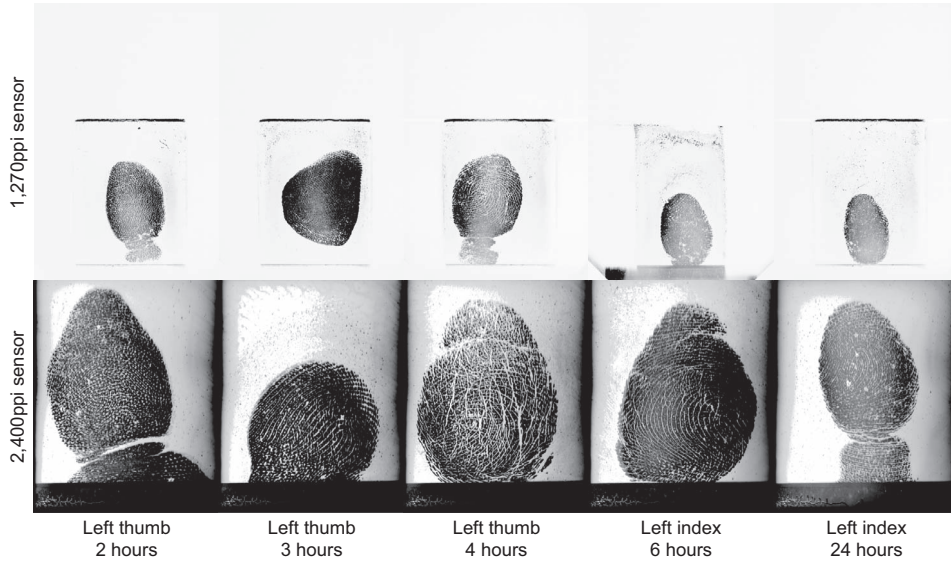 1,270ppi sensor
2,400ppi sensor
Left thumb
2 hours
Left thumb
3 hours
Left thumb
4 hours
Left index
6 hours
Left index
24 hours